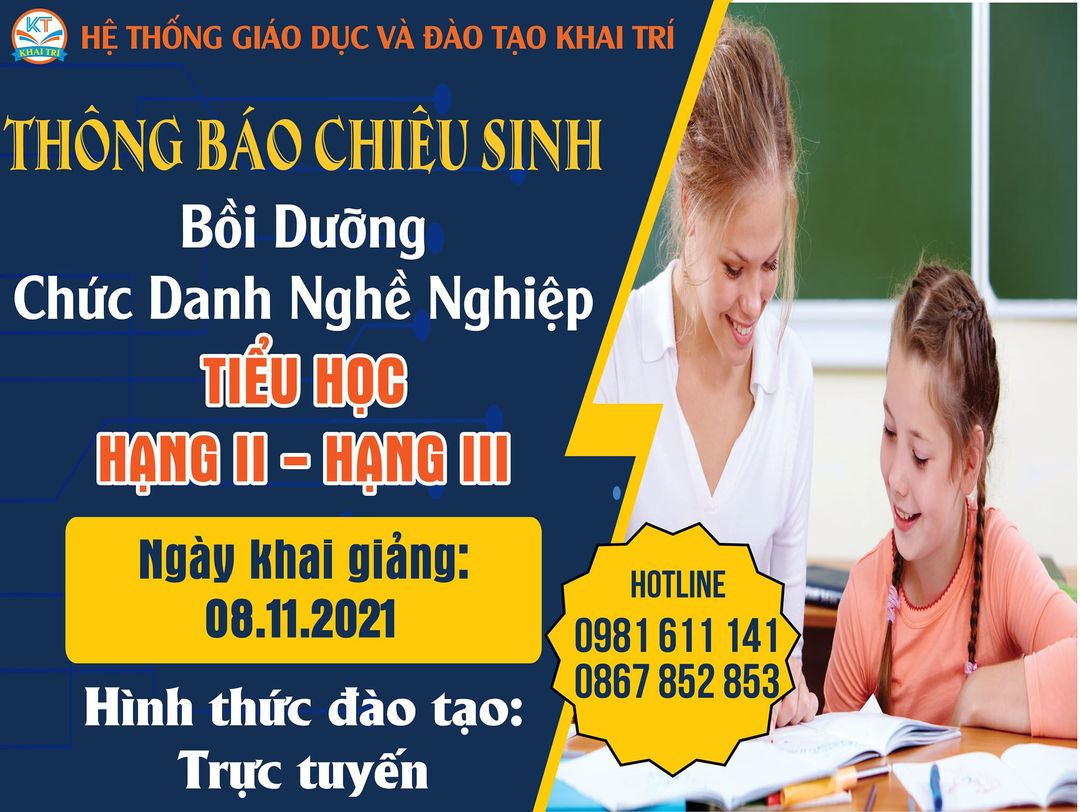 KT
KHAI TRI
HỆ THỐNG GIÁO DỤC VÀ ĐÀO TẠO KHAI TRÍ
THÔNG BÁO CHIÊU SINH
Bồi Dưỡng
Chức Danh Nghề Nghiệp
TIỂU HỌC
HẠNG II – HẠNG III
Ngày khai giảng:
08.11.2021
Hình thức đào tạo:
Trực tuyến
HOTLINE
0981 611 141
0867 852 853